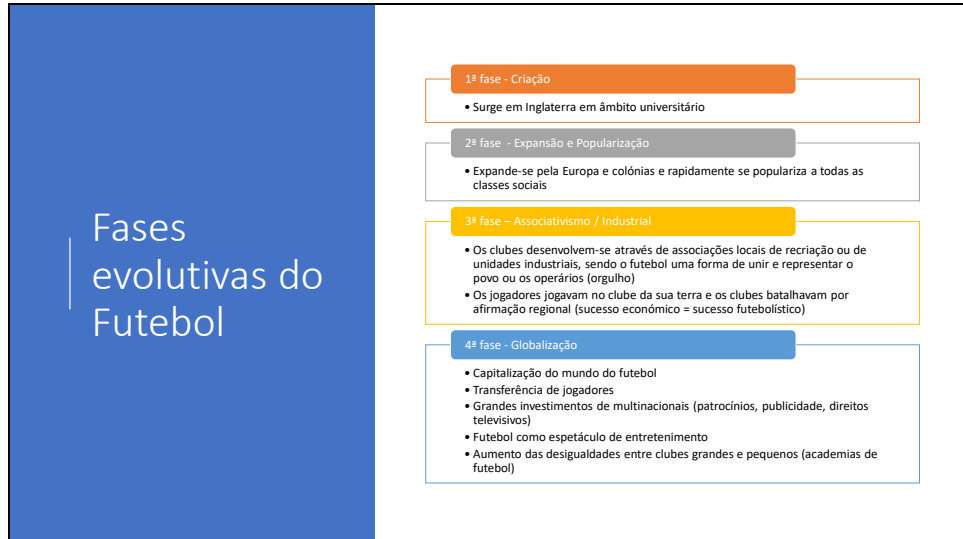 Fases
evolutivas do
Futebol
1ª fase - Criação
• Surge em Inglaterra em âmbito universitário
2ª fase - Expansão e Popularização
• Expande-se pela Europa e colónias e rapidamente se populariza a todas as
classes sociais
3ª fase – Associativismo / Industrial
• Os clubes desenvolvem-se através de associações locais de recriação ou de
unidades industriais, sendo o futebol uma forma de unir e representar o
povo ou os operários (orgulho)
• Os jogadores jogavam no clube da sua terra e os clubes batalhavam por
afirmação regional (sucesso económico = sucesso futebolístico)
4ª fase - Globalização
• Capitalização do mundo do futebol
• Transferência de jogadores
• Grandes investimentos de multinacionais (patrocínios, publicidade, direitos
televisivos)
• Futebol como espetáculo de entretenimento
• Aumento das desigualdades entre clubes grandes e pequenos (academias de
futebol)